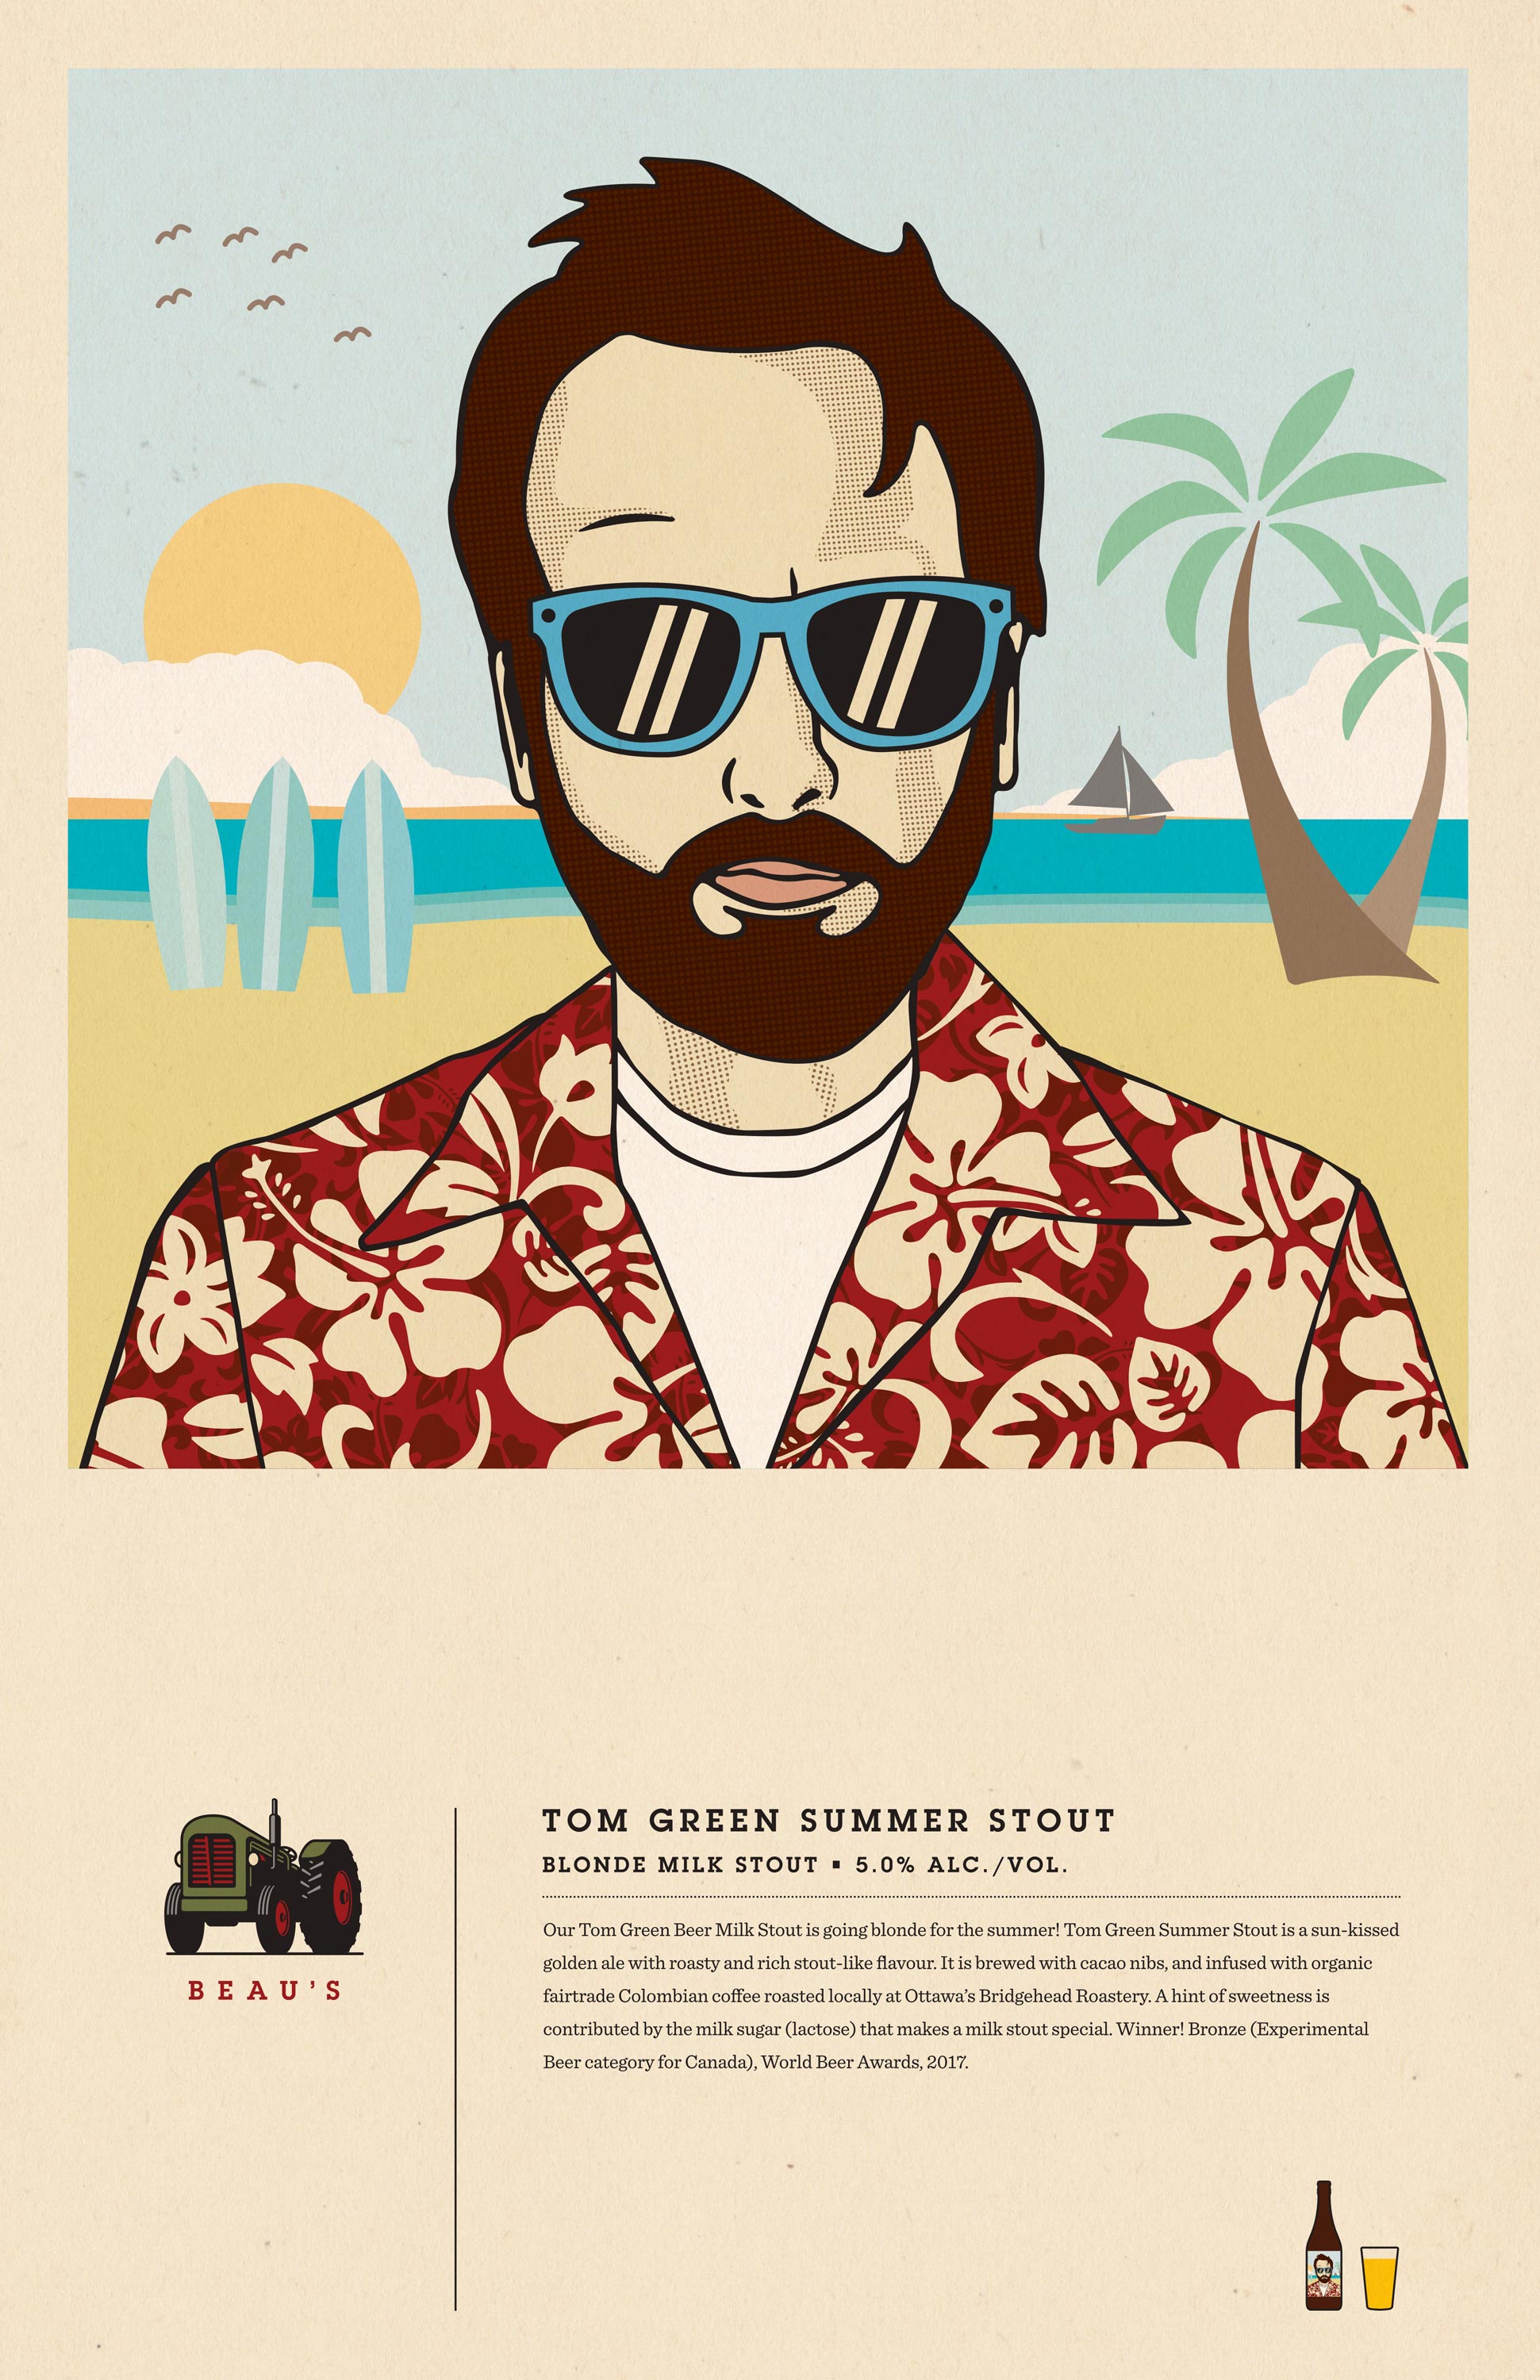 TOM GREEN SUMMER STOUT
BLONDE MILK STOUT ▪ 5.0% ALC./VOL.
Our Tom Green Beer Milk Stout is going blonde for the summer! Tom Green Summer Stout is a sun-kissed
golden ale with roasty and rich stout-like flavour. It is brewed with cacao nibs, and infused with organic
fairtrade Colombian coffee roasted locally at Ottawa’s Bridgehead Roastery. A hint of sweetness is
contributed by the milk sugar (lactose) that makes a milk stout special. Winner! Bronze (Experimental
Beer category for Canada), World Beer Awards, 2017.
BEAU’S